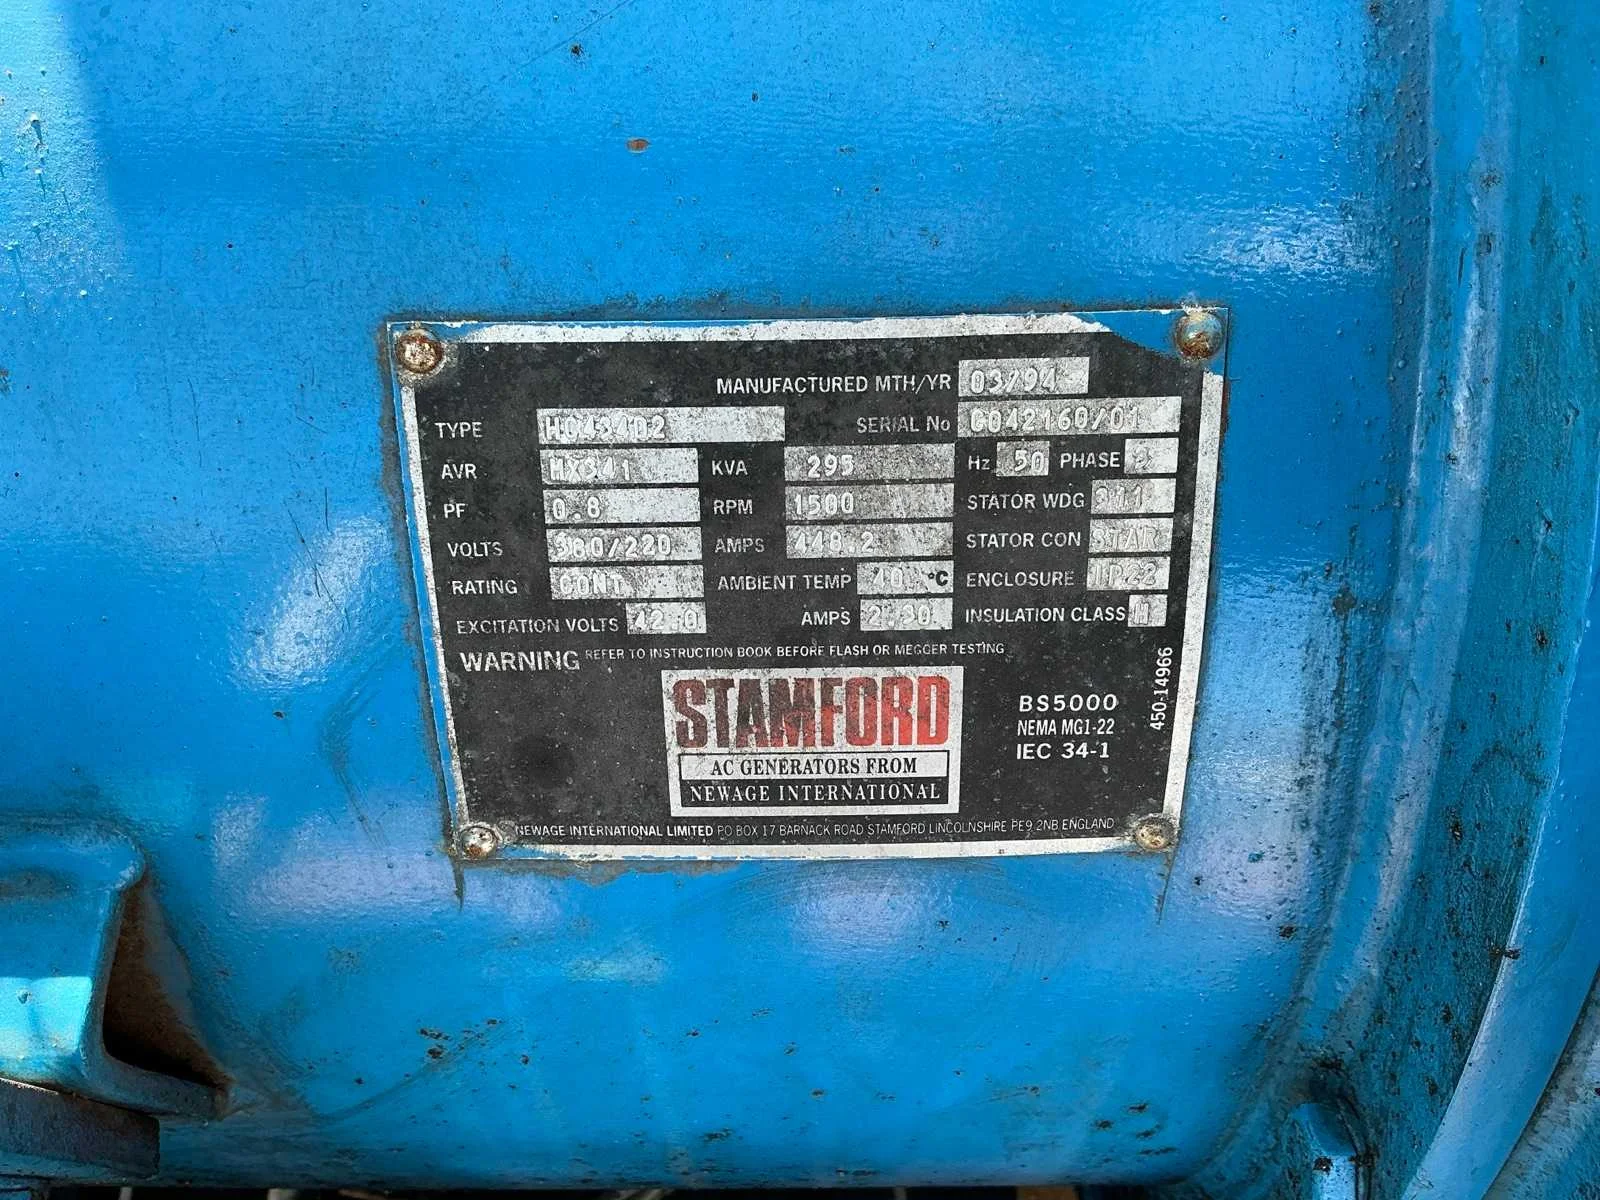 MANUFACTURED MTH/YR 03/94
TYPE HC434D2 SERIAL No C042160/01
AVR MX341 KVA 295 Hz 50 PHASE 3
PF 0.8 RPM 1500 STATOR WDG 311
VOLTS 380/220 AMPS 448.2 STATOR CON STAR
RATING CONT AMBIENT TEMP 40 °C ENCLOSURE IP22
EXCITATION VOLTS 42.0 AMPS 2.30 INSULATION CLASS H
WARNING REFER TO INSTRUCTION BOOK BEFORE FLASH OR MEGGER TESTING
STAMFORD
AC GENERATORS FROM
NEWAGE INTERNATIONAL
BS5000
NEMA MG1-22
IEC 34-1
450-14966
NEWAGE INTERNATIONAL LIMITED PO BOX 17 BARNACK ROAD STAMFORD LINCOLNSHIRE PE9 2NB ENGLAND